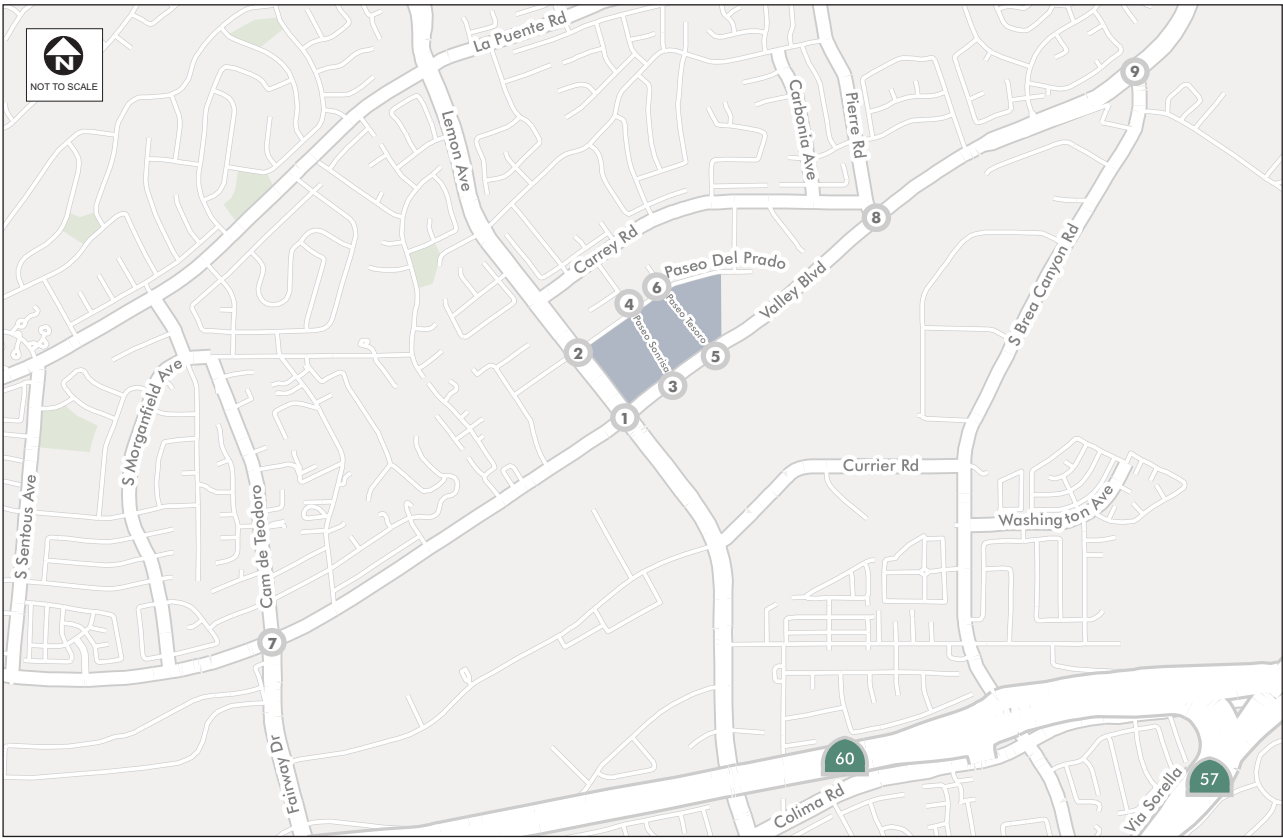 La Puente Rd
N
NOT TO SCALE
9
Lemon Ave
Carbonia Ave
Pierre Rd
8
Carrey Rd
S Brea Canyon Rd
Paseo Del Prado
6
Valley Blvd
4
Paseo Tesoro
Paseo Sonrisa
2
5
3
1
S Morganfield Ave
Currier Rd
S Sentous Ave
Cam de Teodoro
Washington Ave
7
Fairway Dr
60
57
Colima Rd
Via Sorella